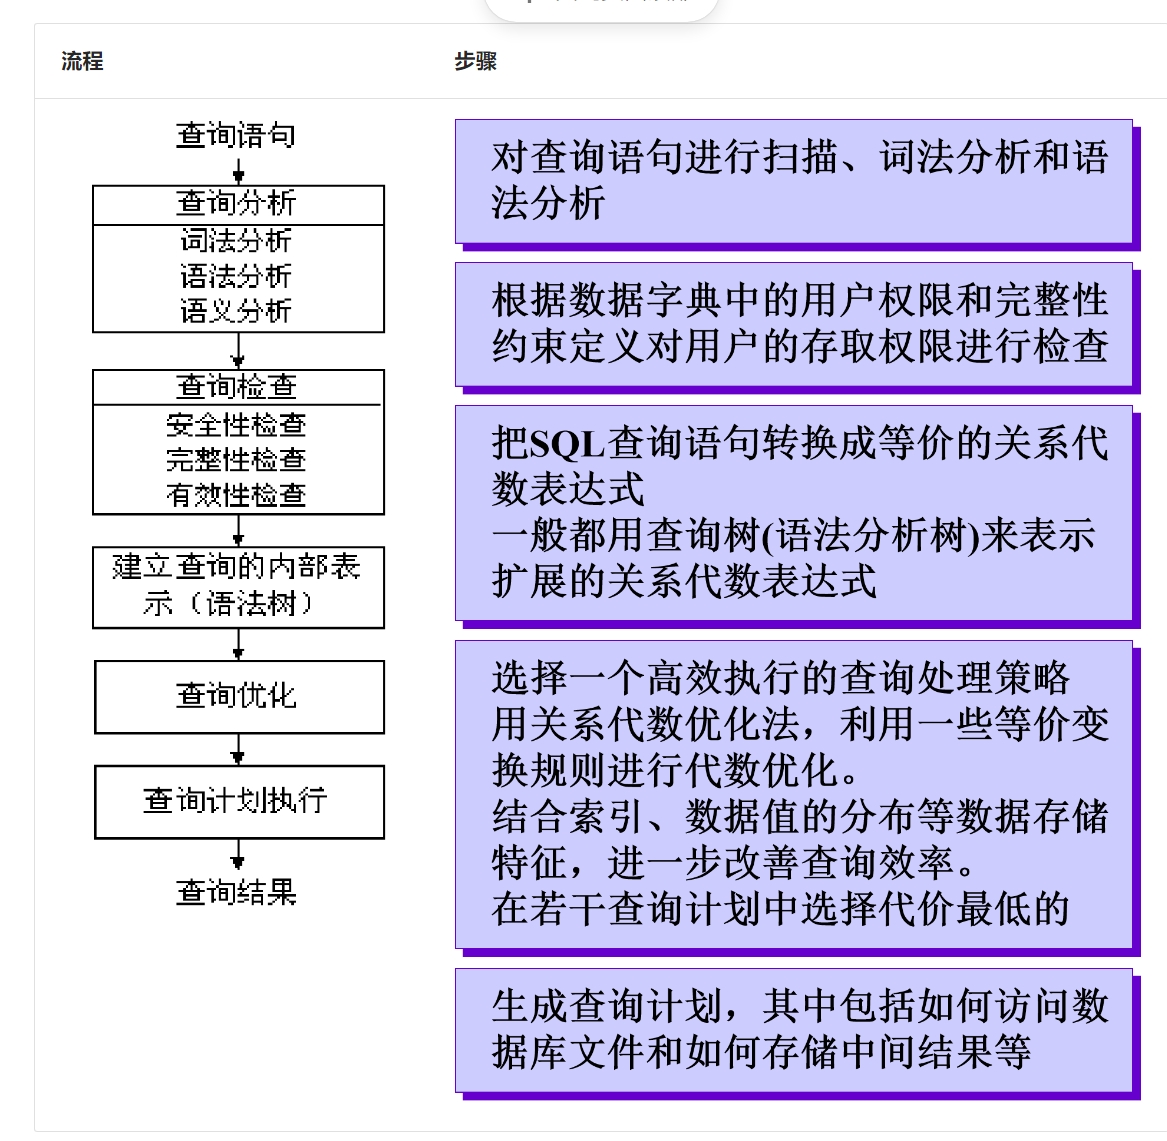 流程
步骤
查询语句
查询分析
词法分析
语法分析
语义分析
查询检查
安全性检查
完整性检查
有效性检查
建立查询的内部表
示（语法树）
查询优化
查询计划执行
查询结果
对查询语句进行扫描、词法分析和语
法分析
根据数据字典中的用户权限和完整性
约束定义对用户的存取权限进行检查
把SQL查询语句转换成等价的关系代
数表达式
一般都用查询树(语法分析树)来表示
扩展的关系代数表达式
选择一个高效执行的查询处理策略
用关系代数优化法，利用一些等价变
换规则进行代数优化。
结合索引、数据值的分布等数据存储
特征，进一步改善查询效率。
在若干查询计划中选择代价最低的
生成查询计划，其中包括如何访问数
据库文件和如何存储中间结果等